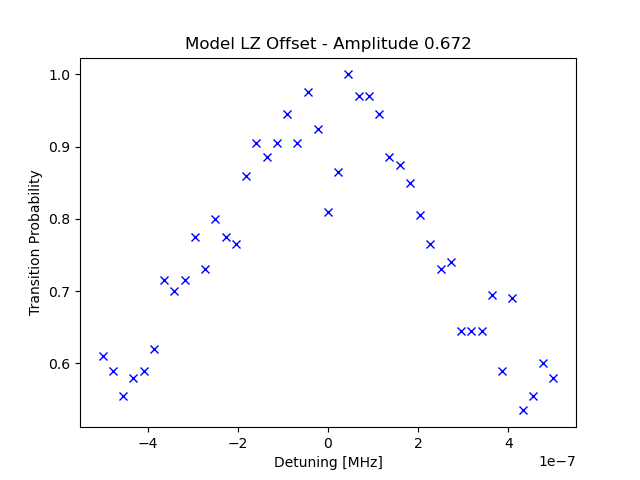 Model LZ Offset - Amplitude 0.672
Transition Probability
1.0
0.9
0.8
0.7
0.6
−4
−2
0
2
4
1e−7
Detuning [MHz]